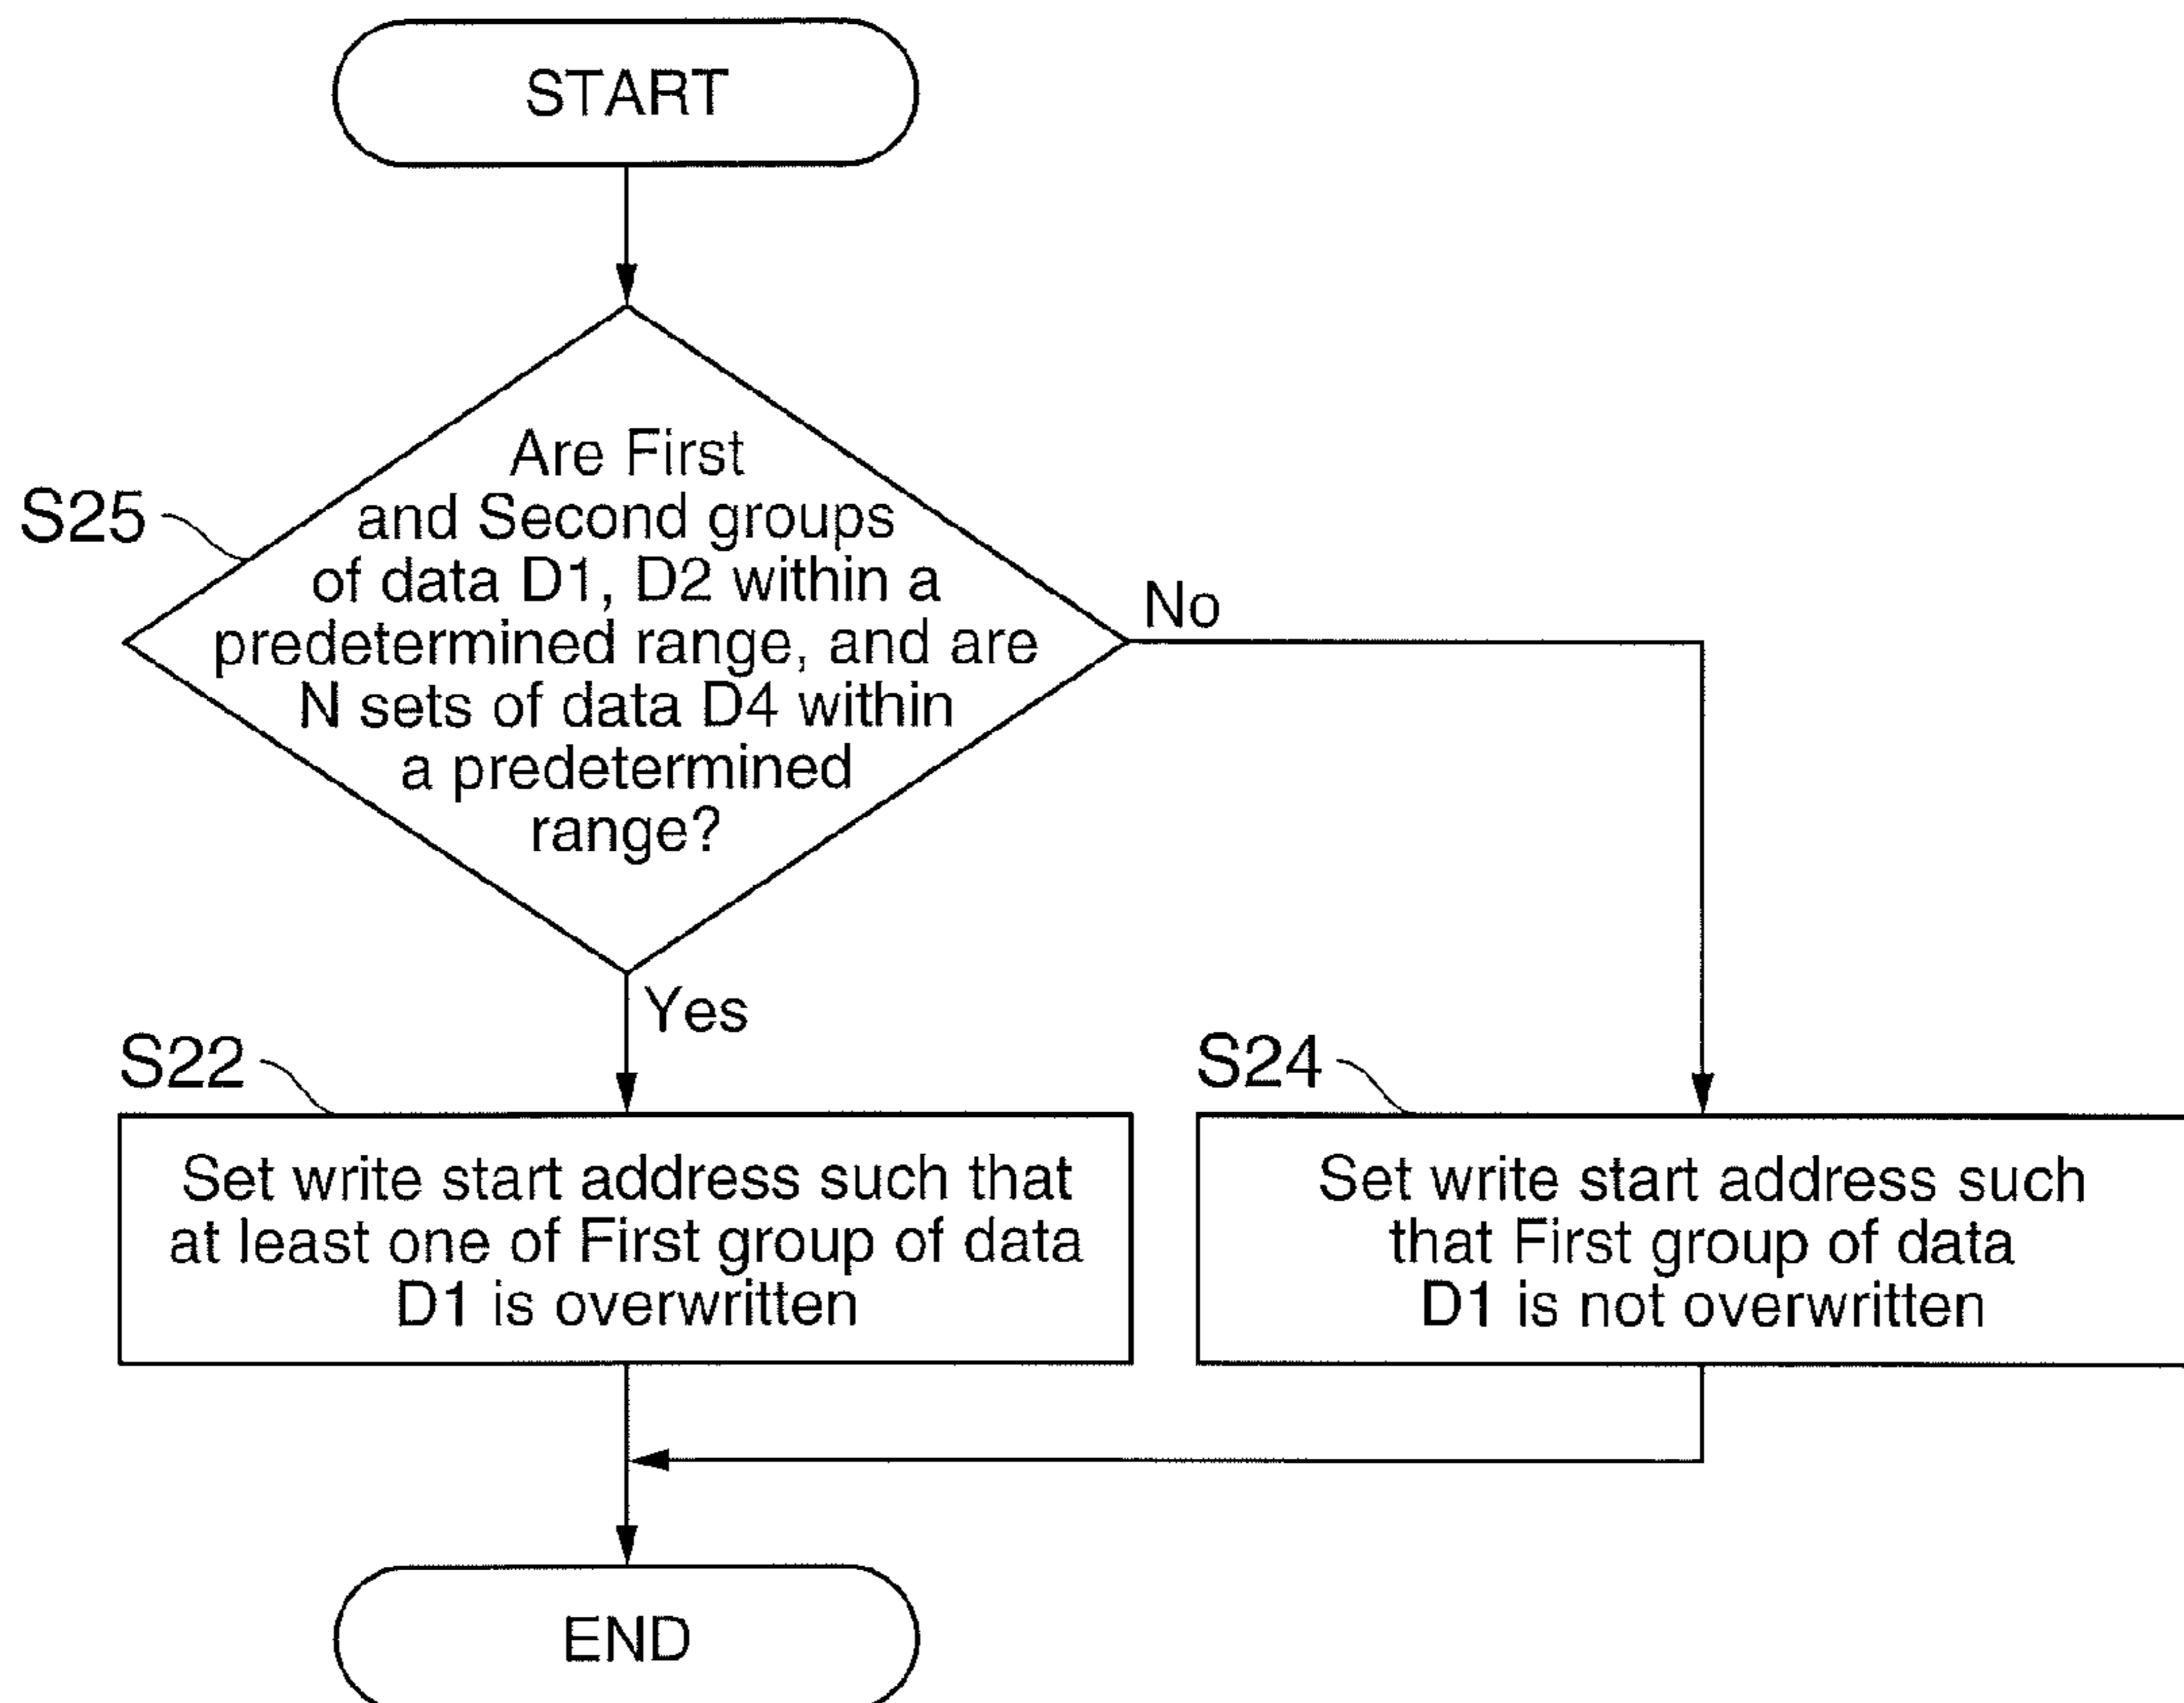 START
Are First
and Second groups
S25
of data D1, D2 within a
No
predetermined range, and are
N sets of data D4 within
a predetermined
range?
Yes
S22
S24
Set write start address such that
at least one of First group of data
D1 is overwritten
Set write start address such
that First group of data
D1 is not overwritten
END